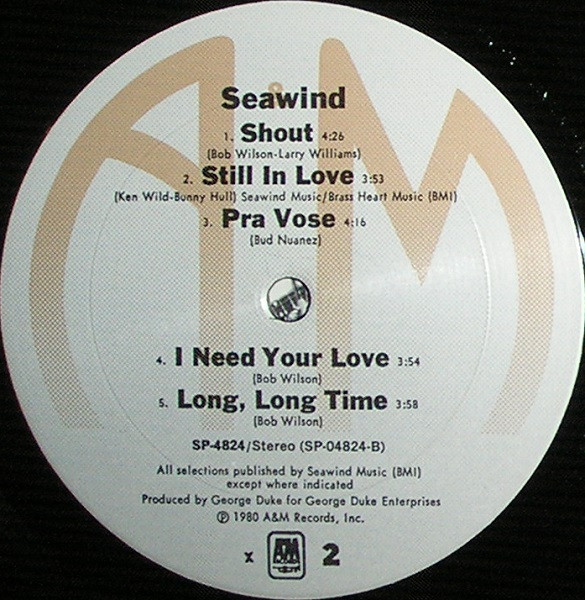 A&M
Seawind
1. Shout 4:26
(Bob Wilson-Larry Williams)
2. Still In Love 3:53
(Ken Wild-Bunny Hull) Seawind Music/Brass Heart Music (BMI)
3. Pra Vose 4:16
(Bud Nuanez)
4. I Need Your Love 3:54
(Bob Wilson)
5. Long, Long Time 3:58
(Bob Wilson)
SP-4824/Stereo (SP-04824-B)
All selections published by Seawind Music (BMI)
except where indicated
Produced by George Duke for George Duke Enterprises
℗ 1980 A&M Records, Inc.
x A&M 2